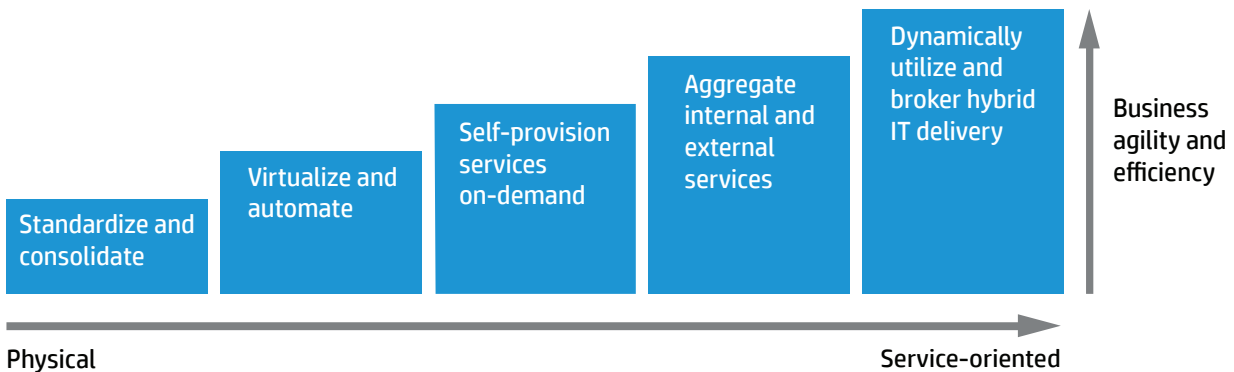 Standardize and
consolidate
Virtualize and
automate
Self-provision
services
on-demand
Aggregate
internal and
external
services
Dynamically
utilize and
broker hybrid
IT delivery
Business
agility and
efficiency
Physical
Service-oriented